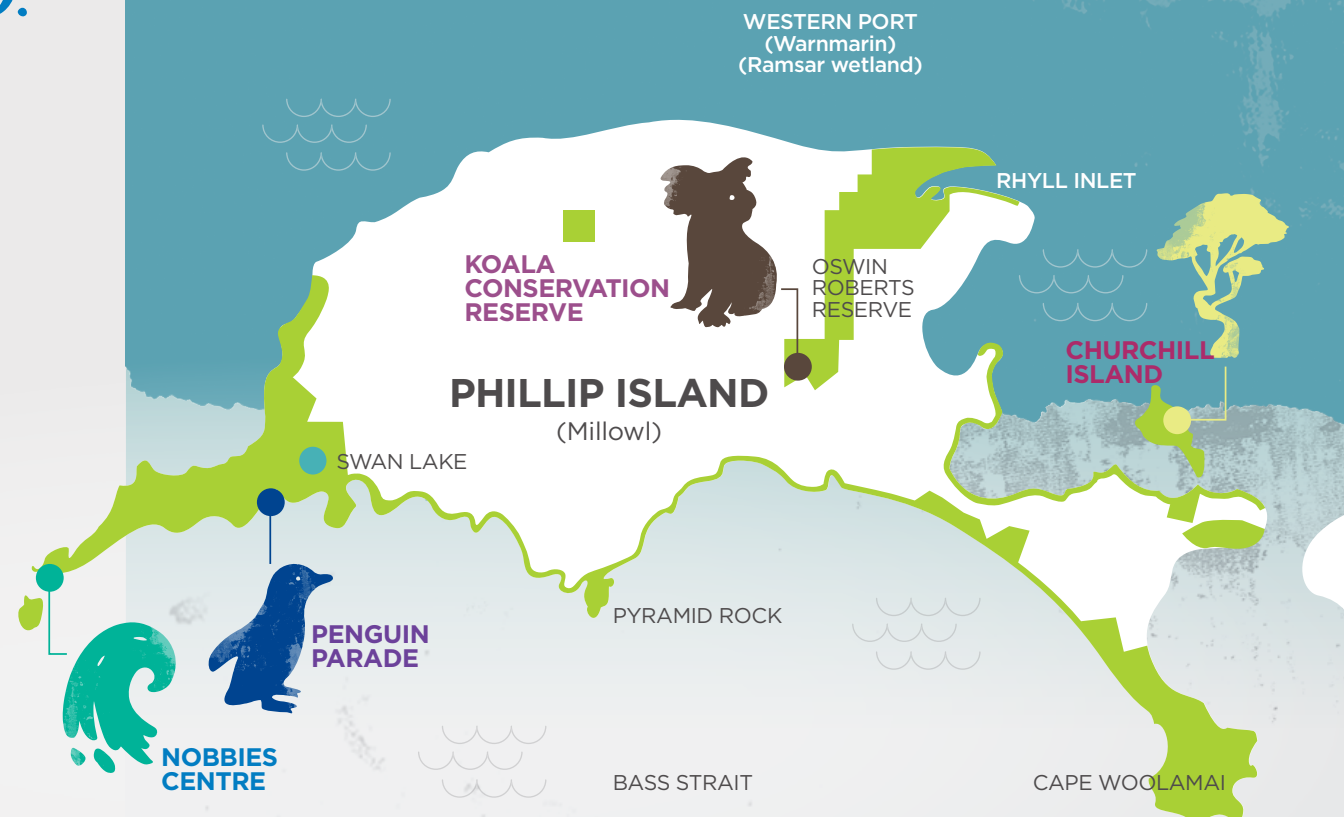 WESTERN PORT
(Warnmarin)
(Ramsar wetland)
RHYLL INLET
KOALA
CONSERVATION
RESERVE
OSWIN
ROBERTS
RESERVE
CHURCHILL
ISLAND
PHILLIP ISLAND
(Millowl)
SWAN LAKE
PYRAMID ROCK
PENGUIN
PARADE
NOBBIES
CENTRE
BASS STRAIT
CAPE WOOLAMAI